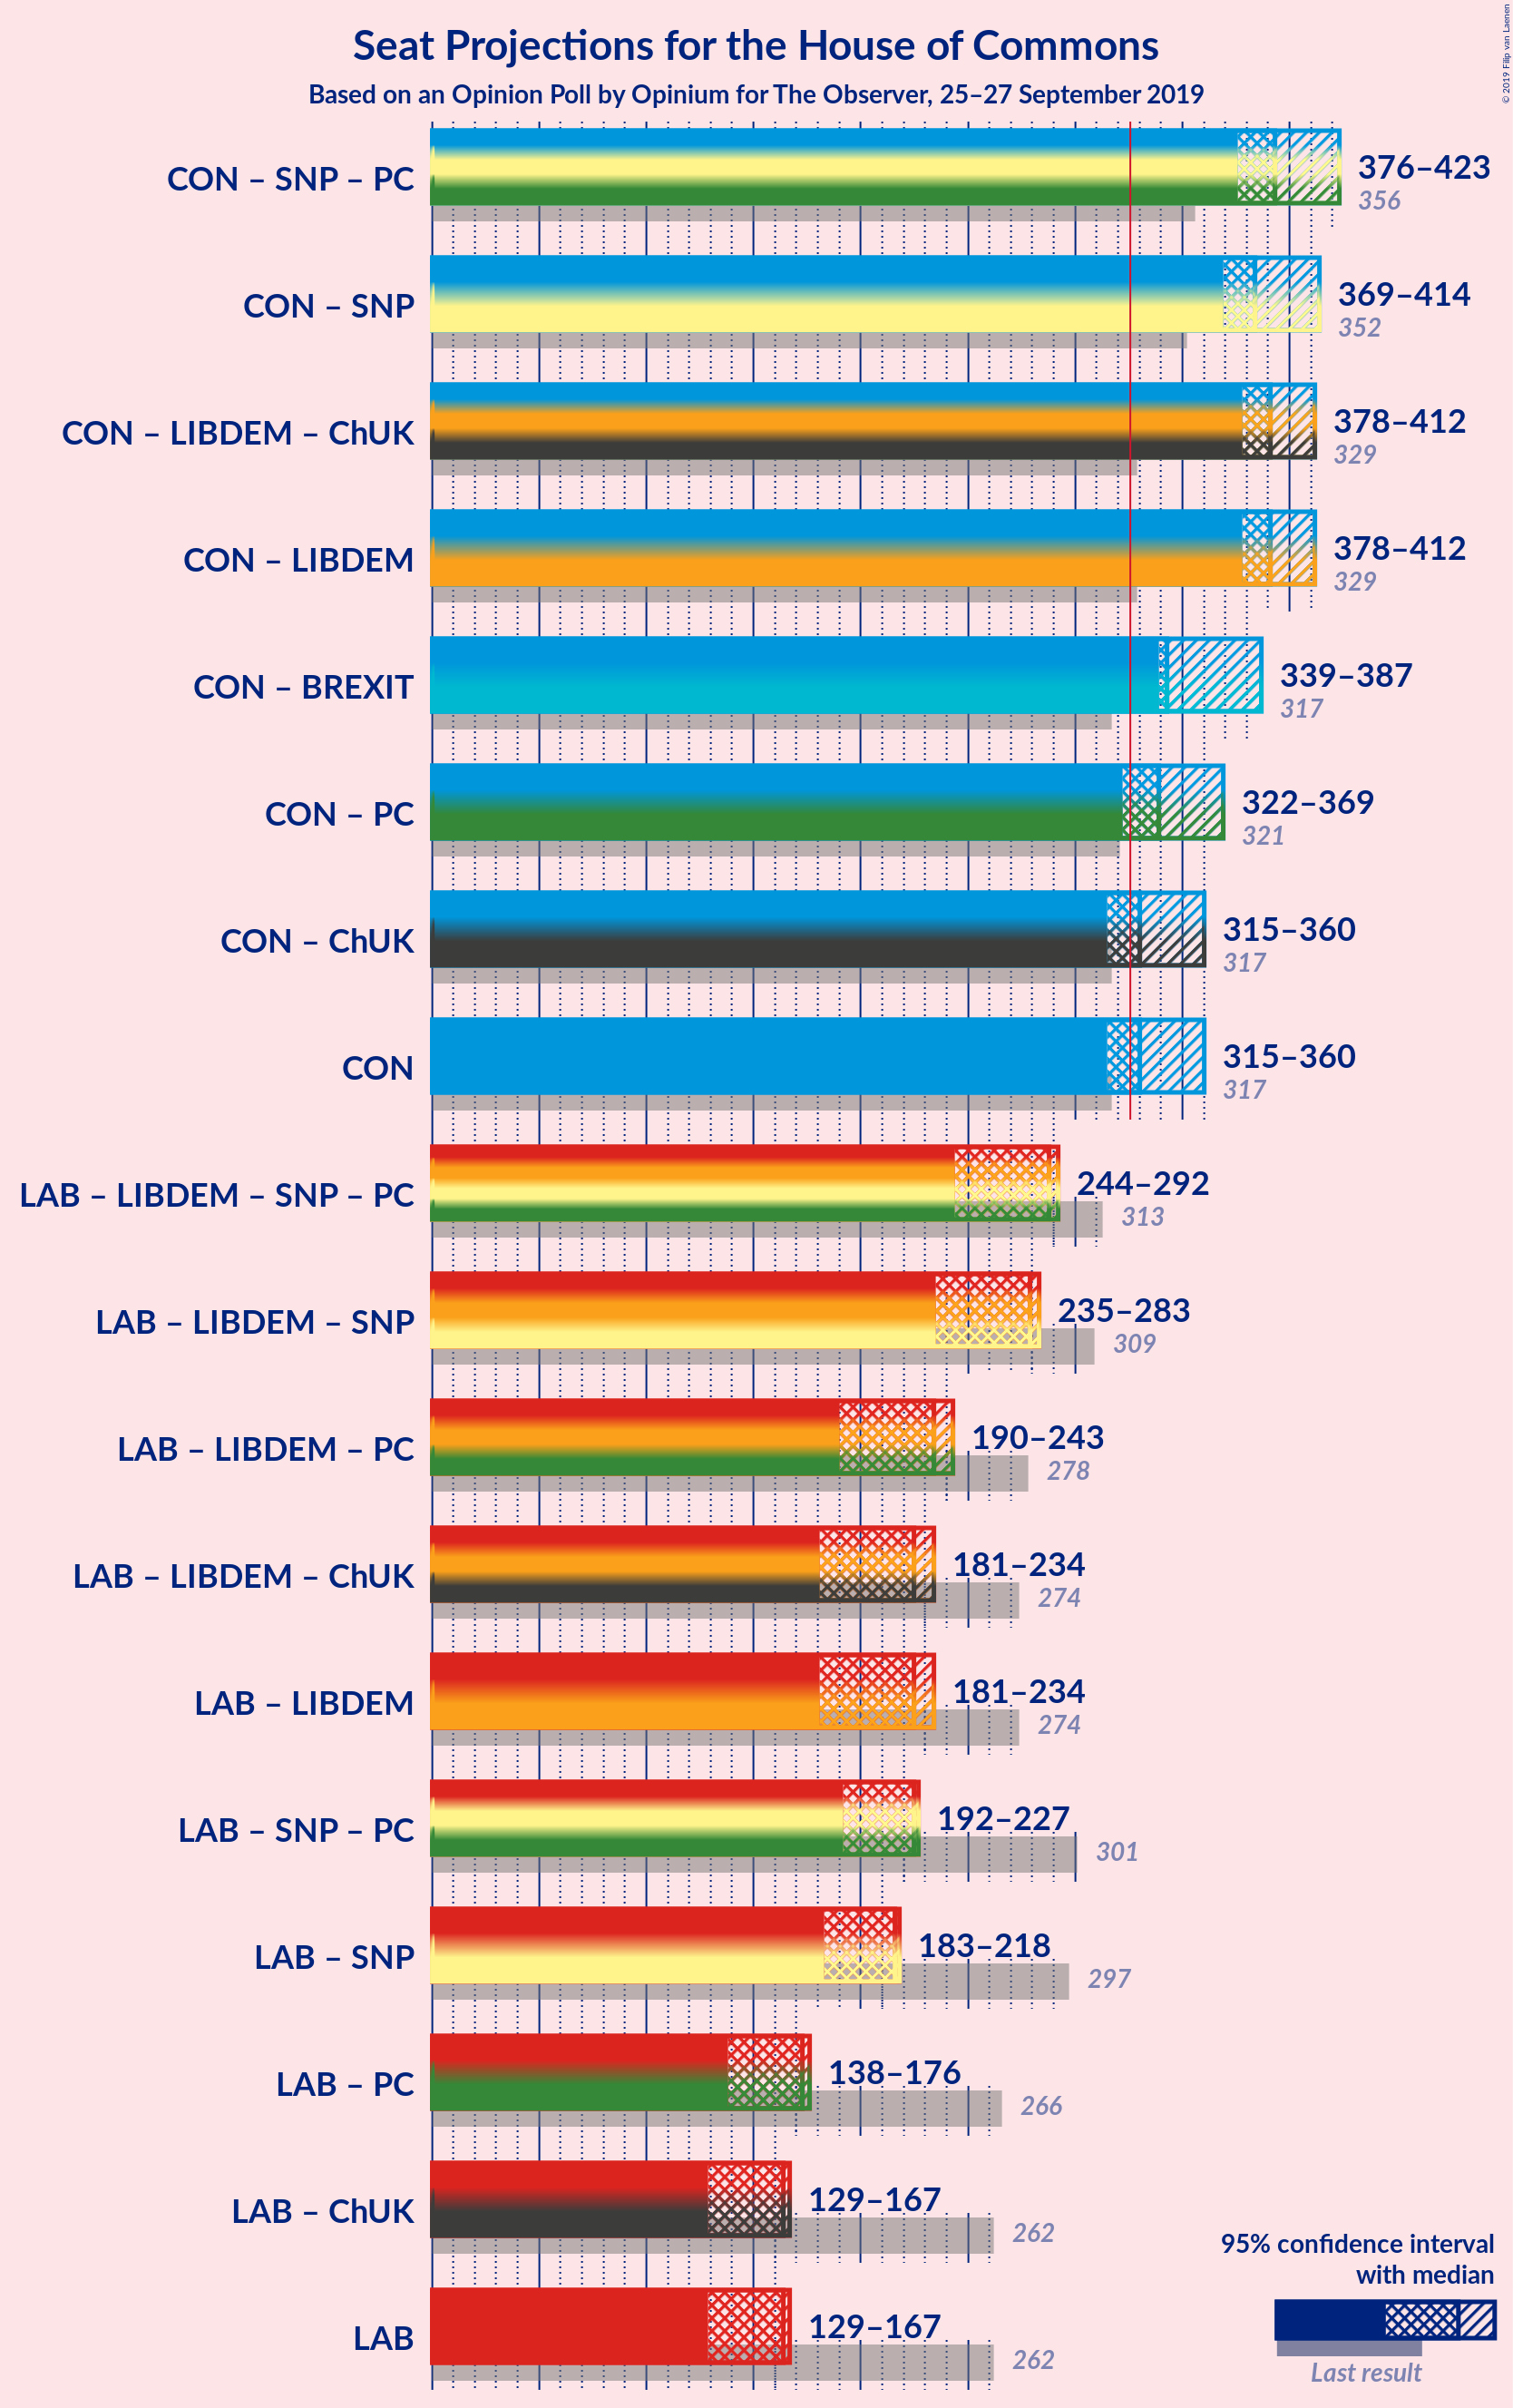 Seat Projections for the House of Commons
Based on an Opinion Poll by Opinium for The Observer, 25–27 September 2019
© 2019 Filip van Laenen
CON – SNP – PC
376–423
356
CON – SNP
369–414
352
CON – LIBDEM – ChUK
378–412
329
CON – LIBDEM
378–412
329
CON – BREXIT
339–387
317
CON – PC
322–369
321
CON – ChUK
315–360
317
CON
315–360
317
LAB – LIBDEM – SNP – PC
244–292
313
LAB – LIBDEM – SNP
235–283
309
LAB – LIBDEM – PC
190–243
278
LAB – LIBDEM – ChUK
181–234
274
LAB – LIBDEM
181–234
274
LAB – SNP – PC
192–227
301
LAB – SNP
183–218
297
LAB – PC
138–176
266
LAB – ChUK
129–167
262
LAB
129–167
262
95% confidence interval
with median
Last result